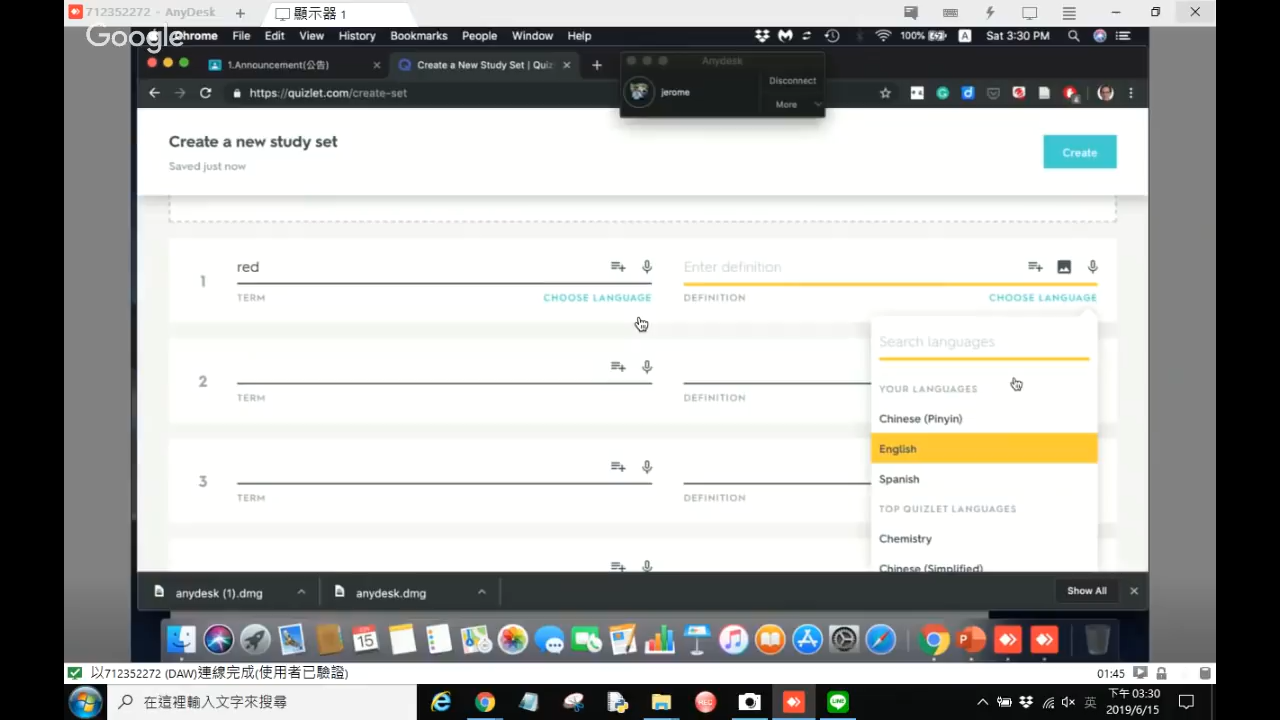 712352272 - AnyDesk
顯示器 1
Google
Chrome File Edit View History Bookmarks People Window Help
100% Sat 3:30 PM
1.Announcement(公告)
Create a New Study Set | Quiz
Anydesk
jerome
Disconnect
More
https://quizlet.com/create-set
Create a new study set
Saved just now
Create
1
red
Enter definition
TERM
CHOOSE LANGUAGE
DEFINITION
CHOOSE LANGUAGE
Search languages
YOUR LANGUAGES
Chinese (Pinyin)
English
Spanish
TOP QUIZLET LANGUAGES
Chemistry
Chinese (Simplified)
2
TERM
DEFINITION
3
TERM
DEFINITION
anydesk (1).dmg
anydesk.dmg
Show All
以712352272 (DAW)連線完成(使用者已驗證)
01:45
在這裡輸入文字來搜尋
英
下午 03:30
2019/6/15